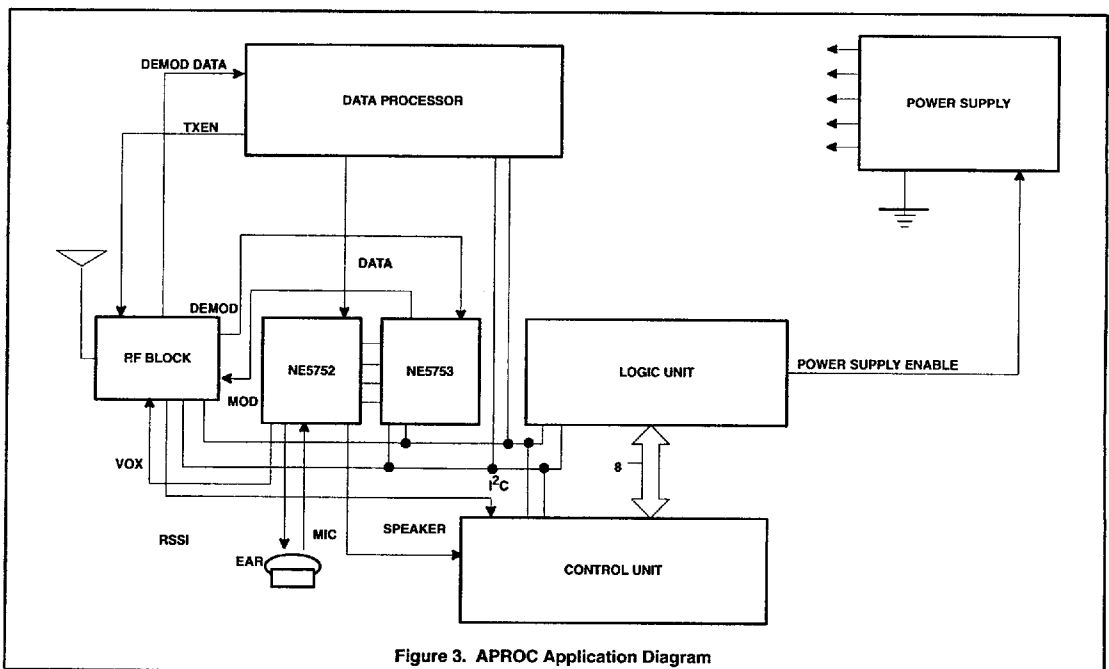 DEMOD DATA
DATA PROCESSOR
POWER SUPPLY
TXEN
DATA
DEMOD
RF BLOCK
NE5752
NE5753
LOGIC UNIT
POWER SUPPLY ENABLE
MOD
VOX
I²C
8
SPEAKER
RSSI
MIC
EAR
CONTROL UNIT
Figure 3. APROC Application Diagram